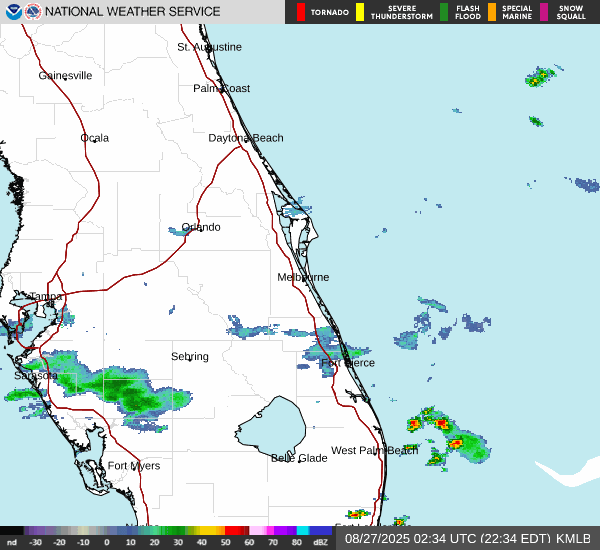 NATIONAL WEATHER SERVICE
TORNADO
SEVERE THUNDERSTORM
FLASH FLOOD
SPECIAL MARINE
SNOW SQUALL
St. Augustine
Gainesville
Palm Coast
Ocala
Daytona Beach
Orlando
Melbourne
Tampa
Sebring
Fort Pierce
Sarasota
West Palm Beach
Belle Glade
Fort Myers
nd -30 -20 -10 0 10 20 30 40 50 60 70 80 dBZ
08/27/2025 02:34 UTC (22:34 EDT) KMLB